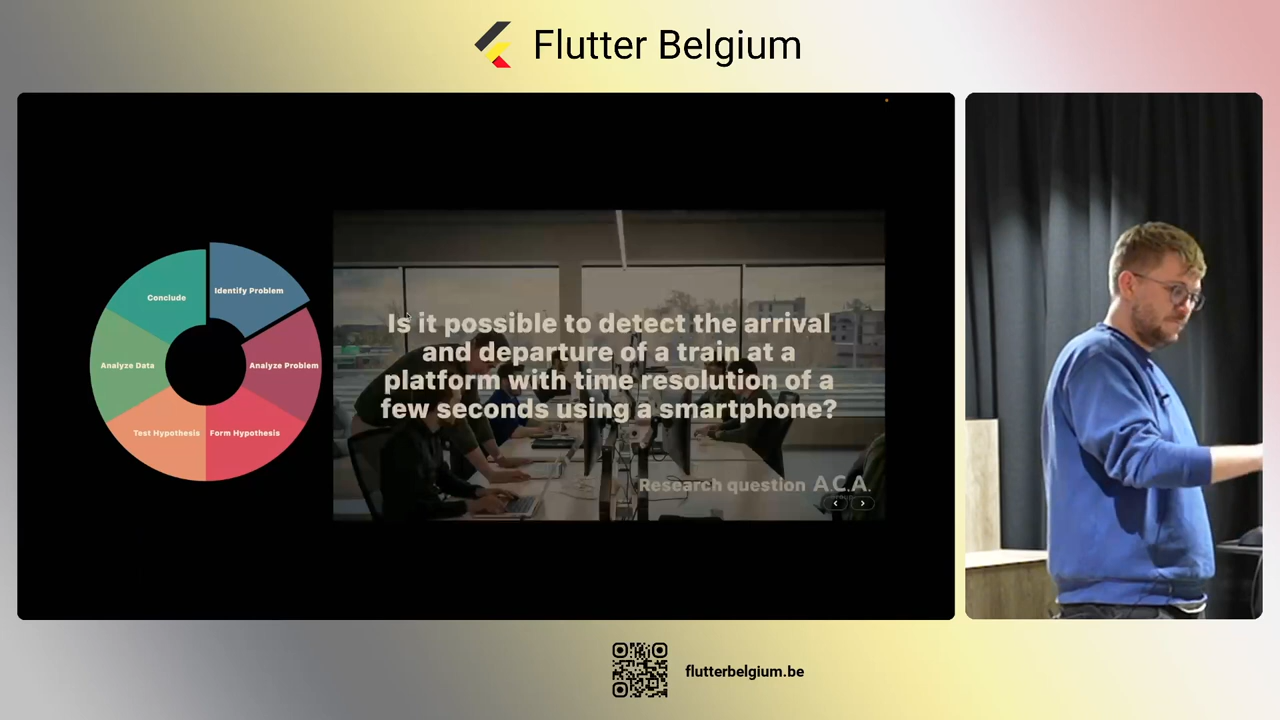 Flutter Belgium
Conclude
Identify Problem
Analyze Data
Analyze Problem
Test Hypothesis
Form Hypothesis
Is it possible to detect the arrival
and departure of a train at a
platform with time resolution of a
few seconds using a smartphone?
Research question
A.C.A.
flutterbelgium.be